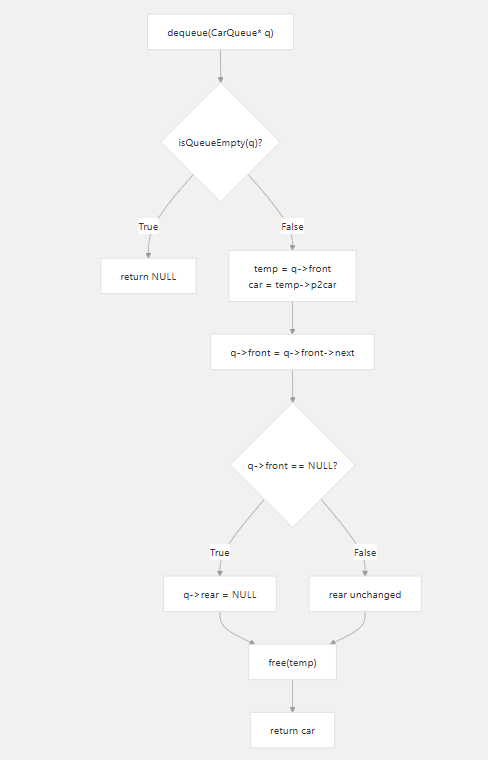 dequeue(CarQueue* q)
isQueueEmpty(q)?
True
False
return NULL
temp = q->front
car = temp->p2car
q->front = q->front->next
q->front == NULL?
True
False
q->rear = NULL
rear unchanged
free(temp)
return car